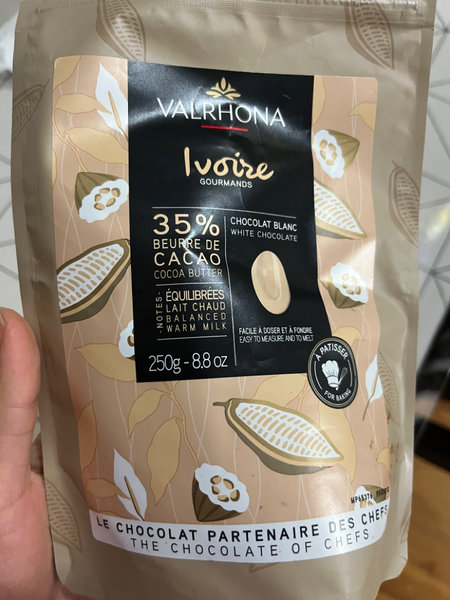 VALRHONA
Ivoire
GOURMANDS
35%
BEURRE DE
CACAO
COCOA BUTTER
CHOCOLAT BLANC
WHITE CHOCOLATE
NOTES
ÉQUILIBRÉES
LAIT CHAUD
BALANCED
WARM MILK
FACILE À DOSER ET À FONDRE
EASY TO MEASURE AND TO MELT
250g - 8.8 oz
À PATISSER
FOR BAKING
LE CHOCOLAT PARTENAIRE DES CHEFS
THE CHOCOLATE OF CHEFS